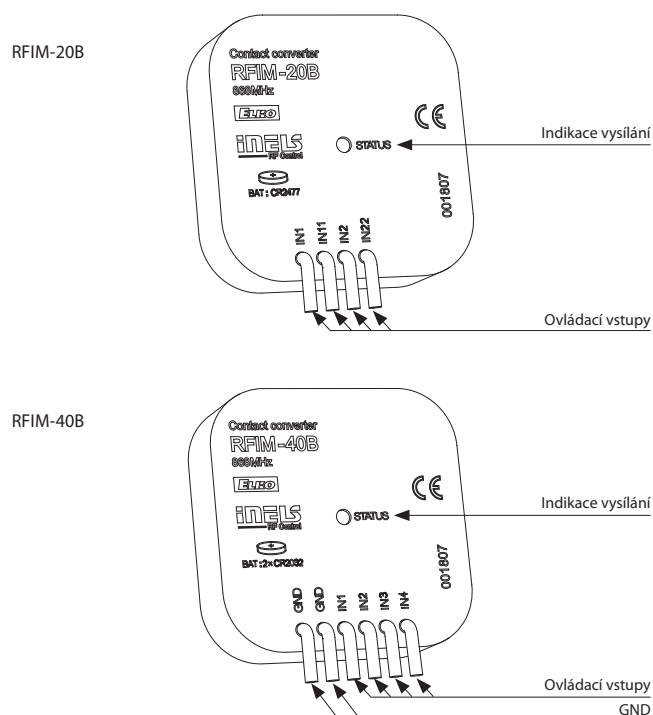 RFIM-20B
Contact converter
RFIM-20B
868MHz
ELKO
iNELS
RF Control
STATUS
CE
Indikace vysílání
BAT : CR2477
001807
IN1
IN11
IN2
IN22
Ovládací vstupy
RFIM-40B
Contact converter
RFIM-40B
868MHz
ELKO
iNELS
RF Control
STATUS
CE
Indikace vysílání
BAT :2×CR2032
001807
GND
GND
IN1
IN2
IN3
IN4
Ovládací vstupy
GND